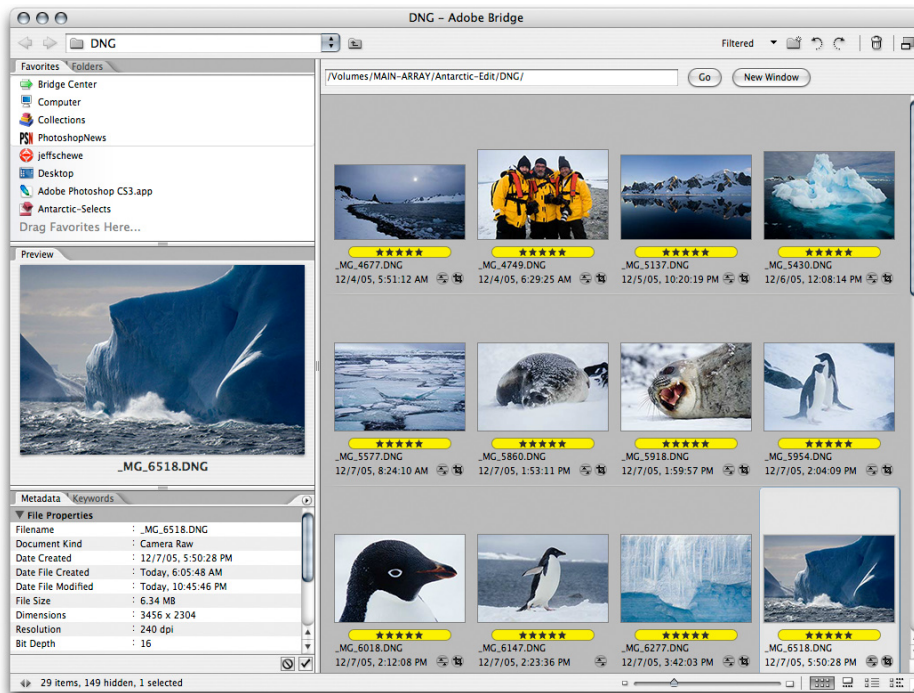 DNG – Adobe Bridge
DNG
Filtered
Favorites Folders
Bridge Center
Computer
Collections
PSN PhotoshopNews
jeffschewe
Desktop
Adobe Photoshop CS3.app
Antarctic-Selects
Drag Favorites Here...
Preview
_MG_6518.DNG
Metadata Keywords
File Properties
Filename : _MG_6518.DNG
Document Kind : Camera Raw
Date Created : 12/7/05, 5:50:28 PM
Date File Created : Today, 6:05:48 AM
Date File Modified : Today, 10:45:46 PM
File Size : 6.34 MB
Dimensions : 3456 x 2304
Resolution : 240 dpi
Bit Depth : 16
/Volumes/MAIN-ARRAY/Antarctic-Edit/DNG/ Go New Window
_MG_4677.DNG _MG_4749.DNG _MG_5137.DNG _MG_5430.DNG
12/4/05, 5:51:12 AM 12/4/05, 6:29:25 AM 12/5/05, 10:20:19 PM 12/6/05, 12:08:14 PM
_MG_5577.DNG _MG_5860.DNG _MG_5918.DNG _MG_5954.DNG
12/7/05, 8:24:10 AM 12/7/05, 1:53:11 PM 12/7/05, 1:59:57 PM 12/7/05, 2:04:09 PM
_MG_6018.DNG _MG_6147.DNG _MG_6277.DNG _MG_6518.DNG
12/7/05, 2:12:08 PM 12/7/05, 2:23:36 PM 12/7/05, 3:42:03 PM 12/7/05, 5:50:28 PM
29 items, 149 hidden, 1 selected